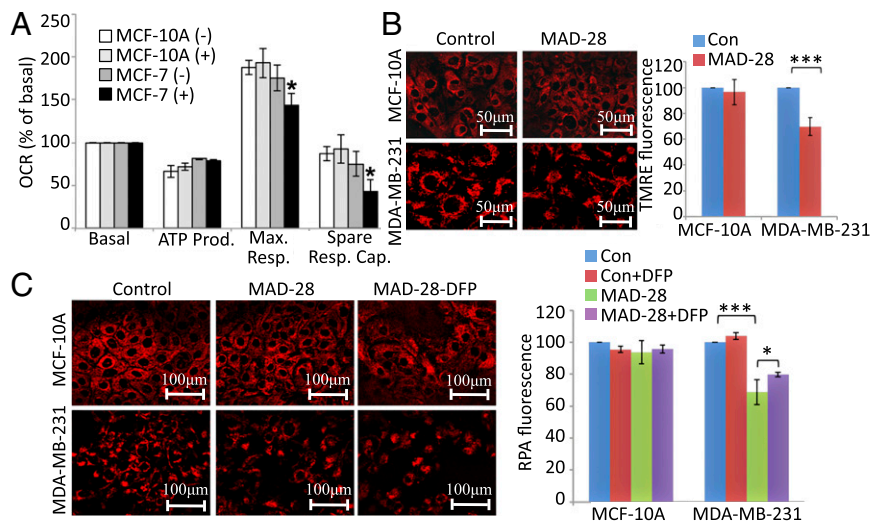 A
OCR (% of basal)
250
200
150
100
50
0
MCF-10A (-)
MCF-10A (+)
MCF-7 (-)
MCF-7 (+)
*
*
Basal
ATP Prod.
Max.
Resp.
Spare
Resp. Cap.
B
Control
MAD-28
MCF-10A
MDA-MB-231
50μm
50μm
50μm
50μm
TMRE fluorescence
120
100
80
60
40
20
0
Con
MAD-28
***
MCF-10A
MDA-MB-231
C
Control
MAD-28
MAD-28-DFP
MCF-10A
MDA-MB-231
100μm
100μm
100μm
100μm
100μm
100μm
RPA fluorescence
120
100
80
60
40
20
0
Con
Con+DFP
MAD-28
MAD-28+DFP
***
*
MCF-10A
MDA-MB-231